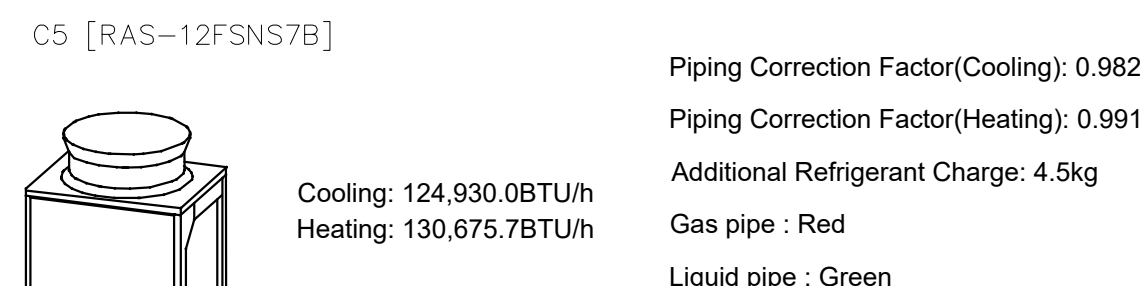 C5 [RAS-12FSNS7B]
Piping Correction Factor(Cooling): 0.982
Piping Correction Factor(Heating): 0.991
Additional Refrigerant Charge: 4.5kg
Cooling: 124,930.0BTU/h
Heating: 130,675.7BTU/h
Gas pipe : Red
Liquid pipe : Green